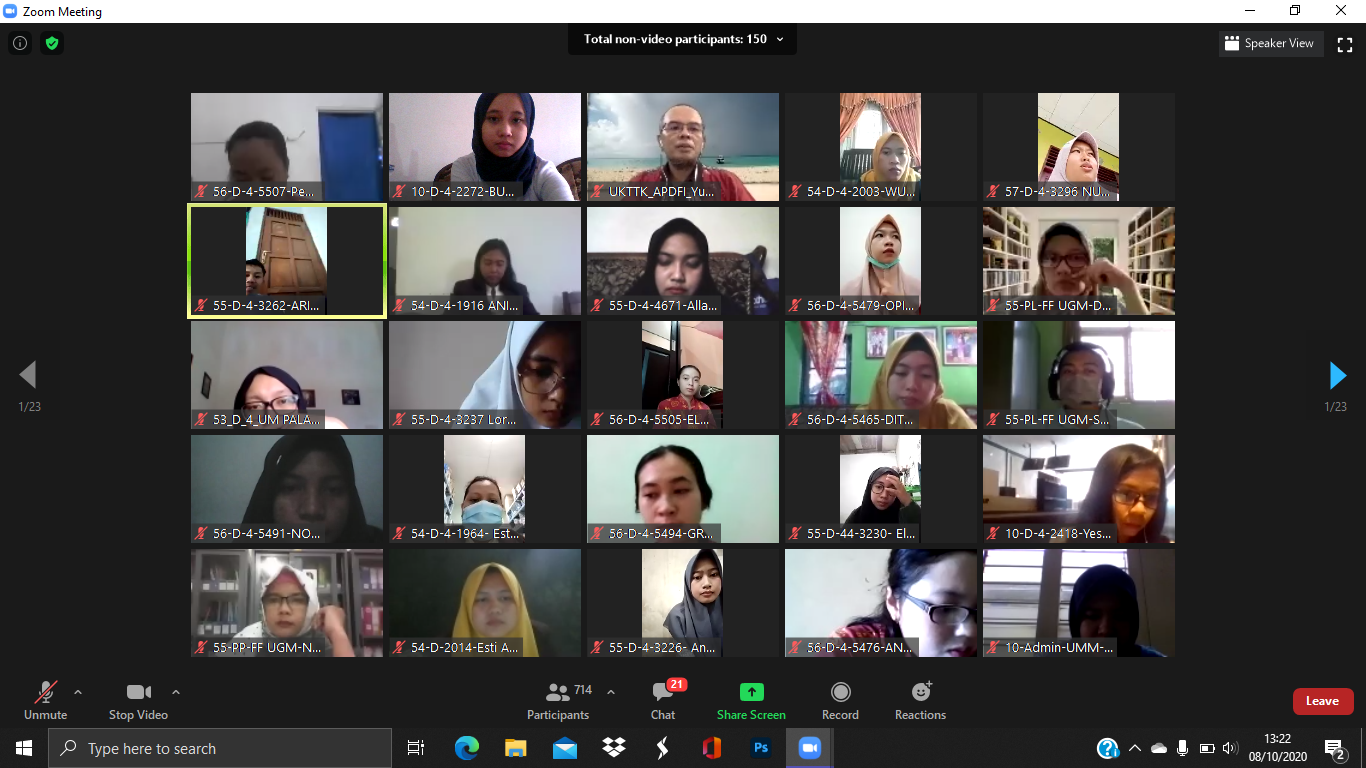 Zoom Meeting
Total non-video participants: 150
Speaker View
56-D-4-5507-Pe...
10-D-4-2272-BU...
UKTTK_APDFI_Yu...
54-D-4-2003-WU...
57-D-4-3296 NU...
55-D-4-3262-ARI...
54-D-4-1916 ANI...
55-D-4-4671-Alla...
56-D-4-5479-OPI...
55-PL-FF UGM-D...
53_D_4_UM PALA...
55-D-4-3237 Lor...
56-D-4-5505-EL...
56-D-4-5465-DIT...
55-PL-FF UGM-S...
56-D-4-5491-NO...
54-D-4-1964- Est...
56-D-4-5494-GR...
55-D-44-3230- El...
10-D-4-2418-Yes...
55-PP-FF UGM-N...
54-D-2014-Esti A...
55-D-4-3226- An...
56-D-4-5476-AN...
10-Admin-UMM-...
1/23
1/23
Unmute
Stop Video
714
Participants
21
Chat
Share Screen
Record
Reactions
Leave
Type here to search
Ps
13:22
08/10/2020
2